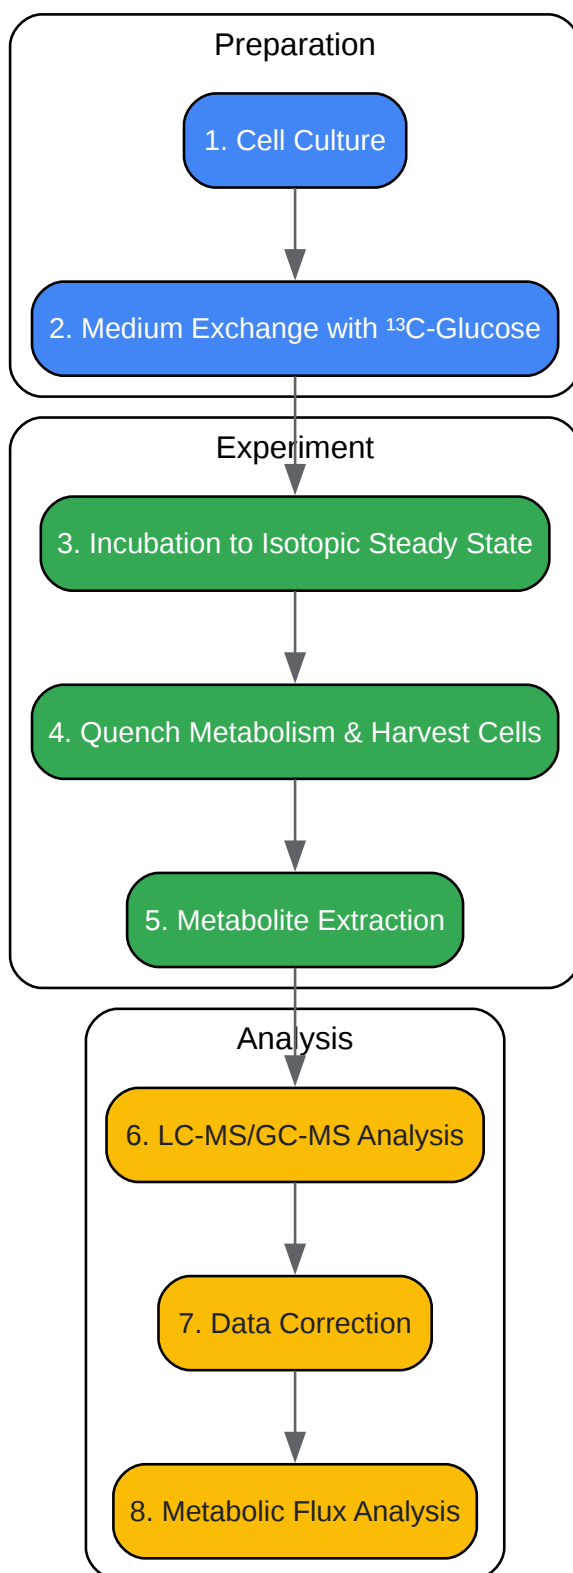 Preparation
1. Cell Culture
2. Medium Exchange with ¹³C-Glucose
Experiment
3. Incubation to Isotopic Steady State
4. Quench Metabolism & Harvest Cells
5. Metabolite Extraction
Analysis
6. LC-MS/GC-MS Analysis
7. Data Correction
8. Metabolic Flux Analysis